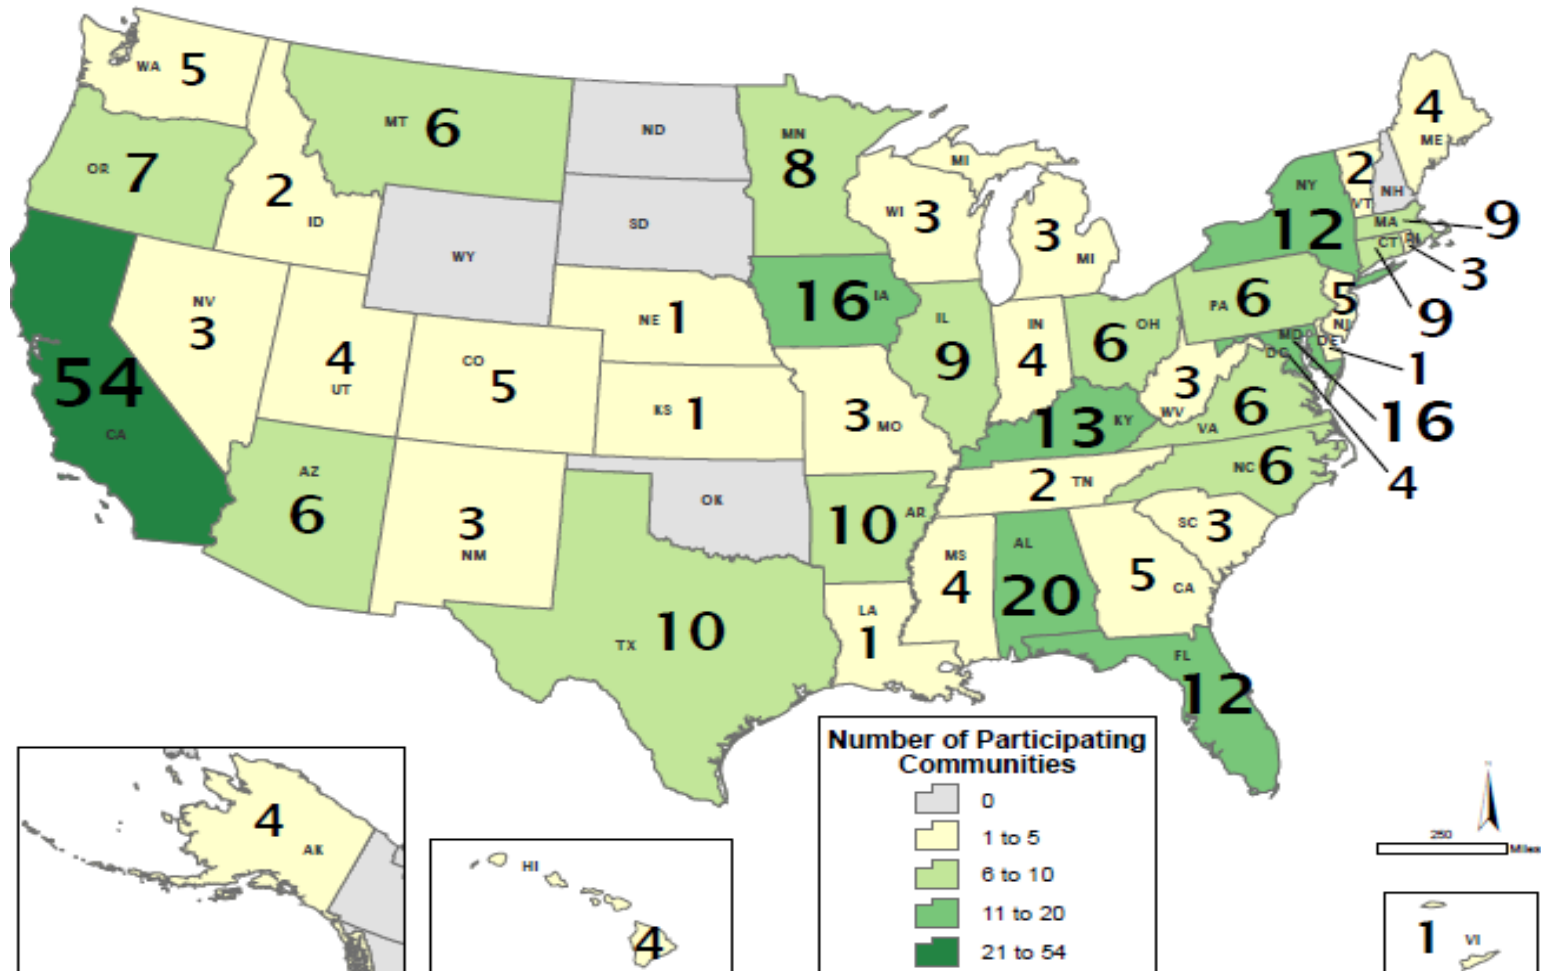 WA 5
MT 6
ND
MN
8
4
ME
OR 7
2
ID
SD
WY
WI 3
MI
3
MI
NY
12
2
VT
NH
MA
9
CT
RI
3
9
NV
3
4
UT
CO
5
NE 1
16 IA
IL
9
IN
4
6 OH
PA 6
5
NJ
MD
DE
DC
1
16
4
54
CA
KS 1
3 MO
13 KY
3
WV
6
VA
AZ
6
3
NM
OK
10 AR
2 TN
NC 6
SC 3
MS
4
AL
20
5 CA
TX 10
LA
1
FL
12
4
AK
HI
4
Number of Participating
Communities
0
1 to 5
6 to 10
11 to 20
21 to 54
N
250
Miles
1 VI